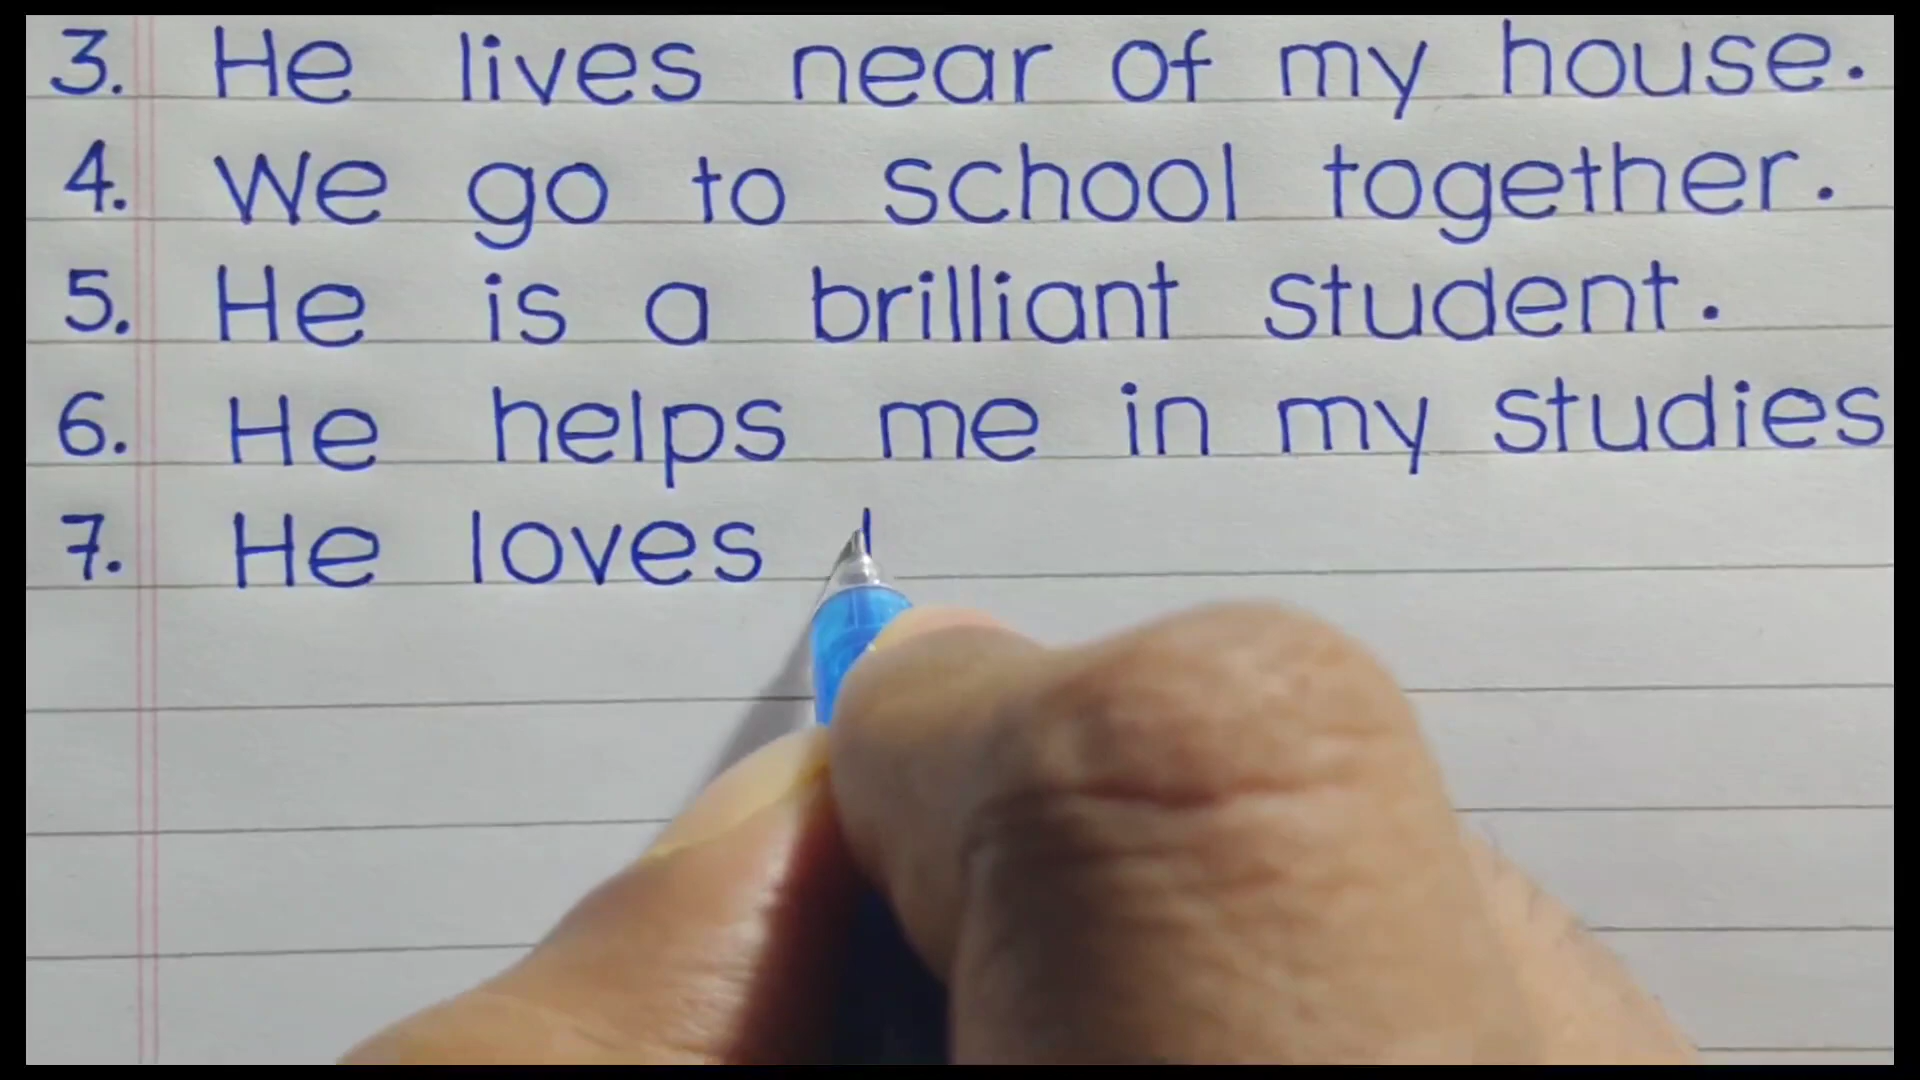 3. He lives near of my house.
4. We go to school together.
5. He is a brilliant student.
6. He helps me in my studies
7. He loves